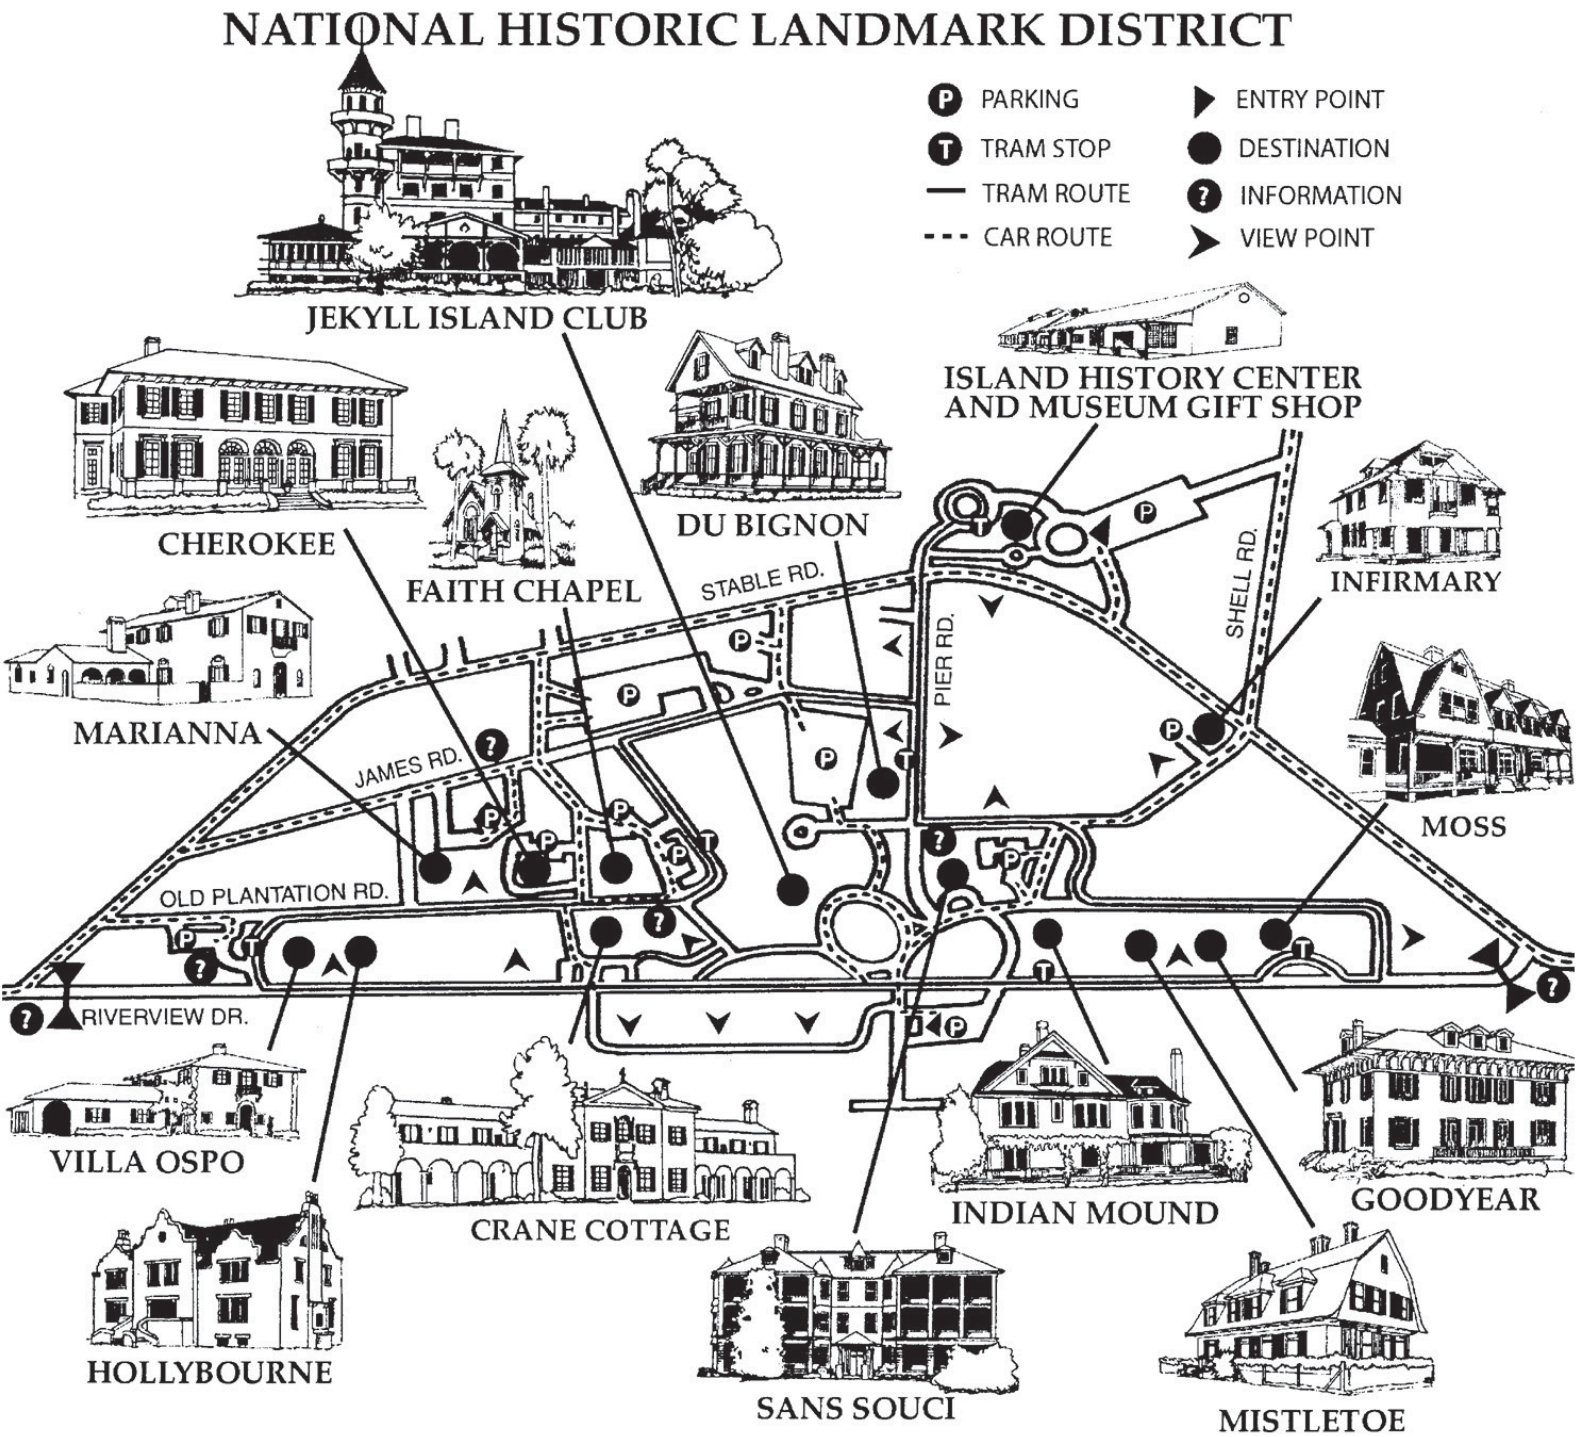 NATIONAL HISTORIC LANDMARK DISTRICT
P PARKING
T TRAM STOP
TRAM ROUTE
CAR ROUTE
ENTRY POINT
DESTINATION
? INFORMATION
VIEW POINT
JEKYLL ISLAND CLUB
ISLAND HISTORY CENTER
AND MUSEUM GIFT SHOP
CHEROKEE
FAITH CHAPEL
DU BIGNON
INFIRMARY
MARIANNA
MOSS
STABLE RD.
SHELL RD.
PIER RD.
JAMES RD.
OLD PLANTATION RD.
RIVERVIEW DR.
P
T
P
P
P
P
T
?
P
P
P
P
T
?
P
?
P
T
?
T
T
?
?
P
VILLA OSPO
CRANE COTTAGE
INDIAN MOUND
GOODYEAR
HOLLYBOURNE
SANS SOUCI
MISTLETOE